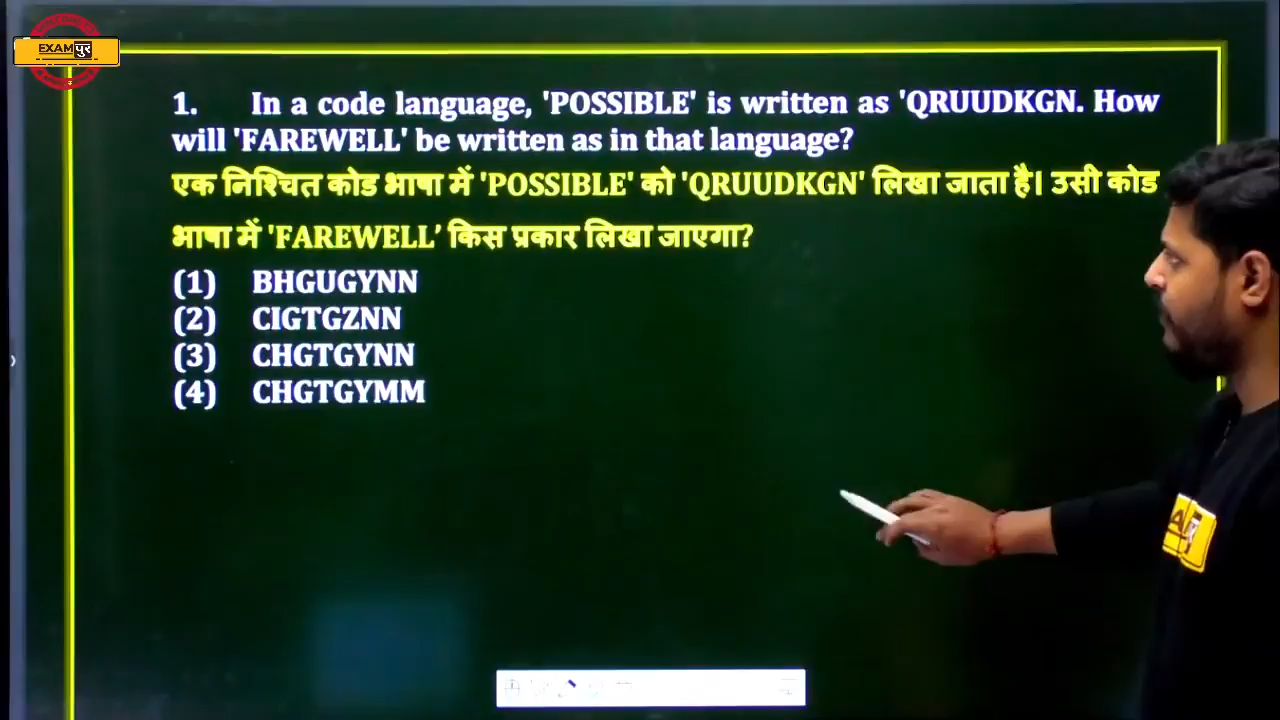 EXAMपुर
1. In a code language, 'POSSIBLE' is written as 'QRUUDKGN. How
will 'FAREWELL' be written as in that language?
एक निश्चित कोड भाषा में 'POSSIBLE' को 'QRUUDKGN' लिखा जाता है। उसी कोड
भाषा में 'FAREWELL’ किस प्रकार लिखा जाएगा?
(1) BHGUGYNN
(2) CIGTGZNN
(3) CHGTGYNN
(4) CHGTGYMM